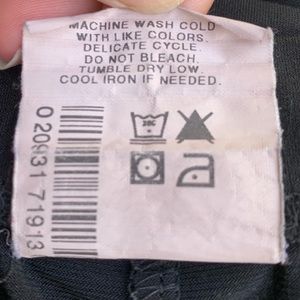 MACHINE WASH COLD
WITH LIKE COLORS.
DELICATE CYCLE.
DO NOT BLEACH.
TUMBLE DRY LOW.
COOL IRON IF NEEDED.
0 20931 71913